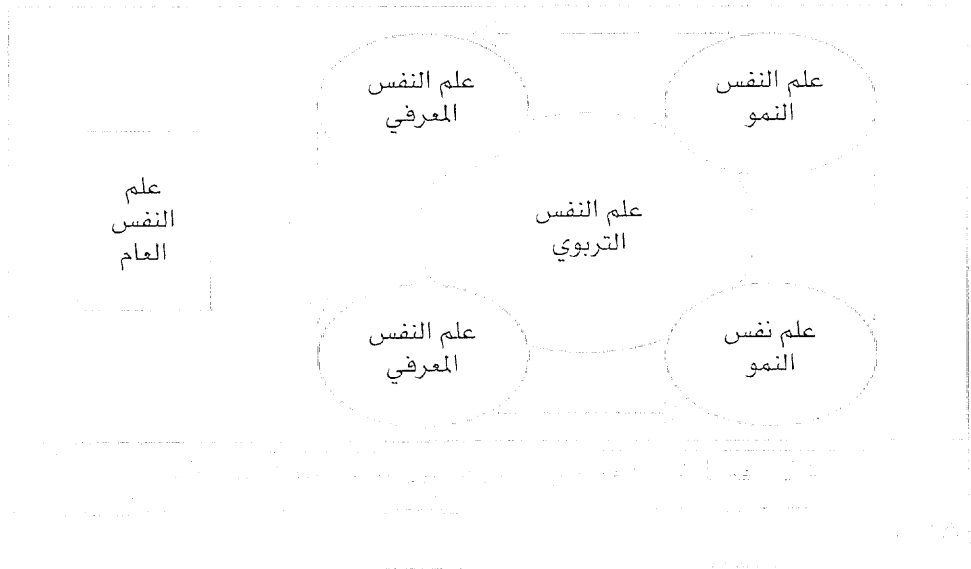 علم النفس
النمو
علم النفس
المعرفي
علم النفس
التربوي
علم
النفس
العام
علم نفس
النمو
علم النفس
المعرفي